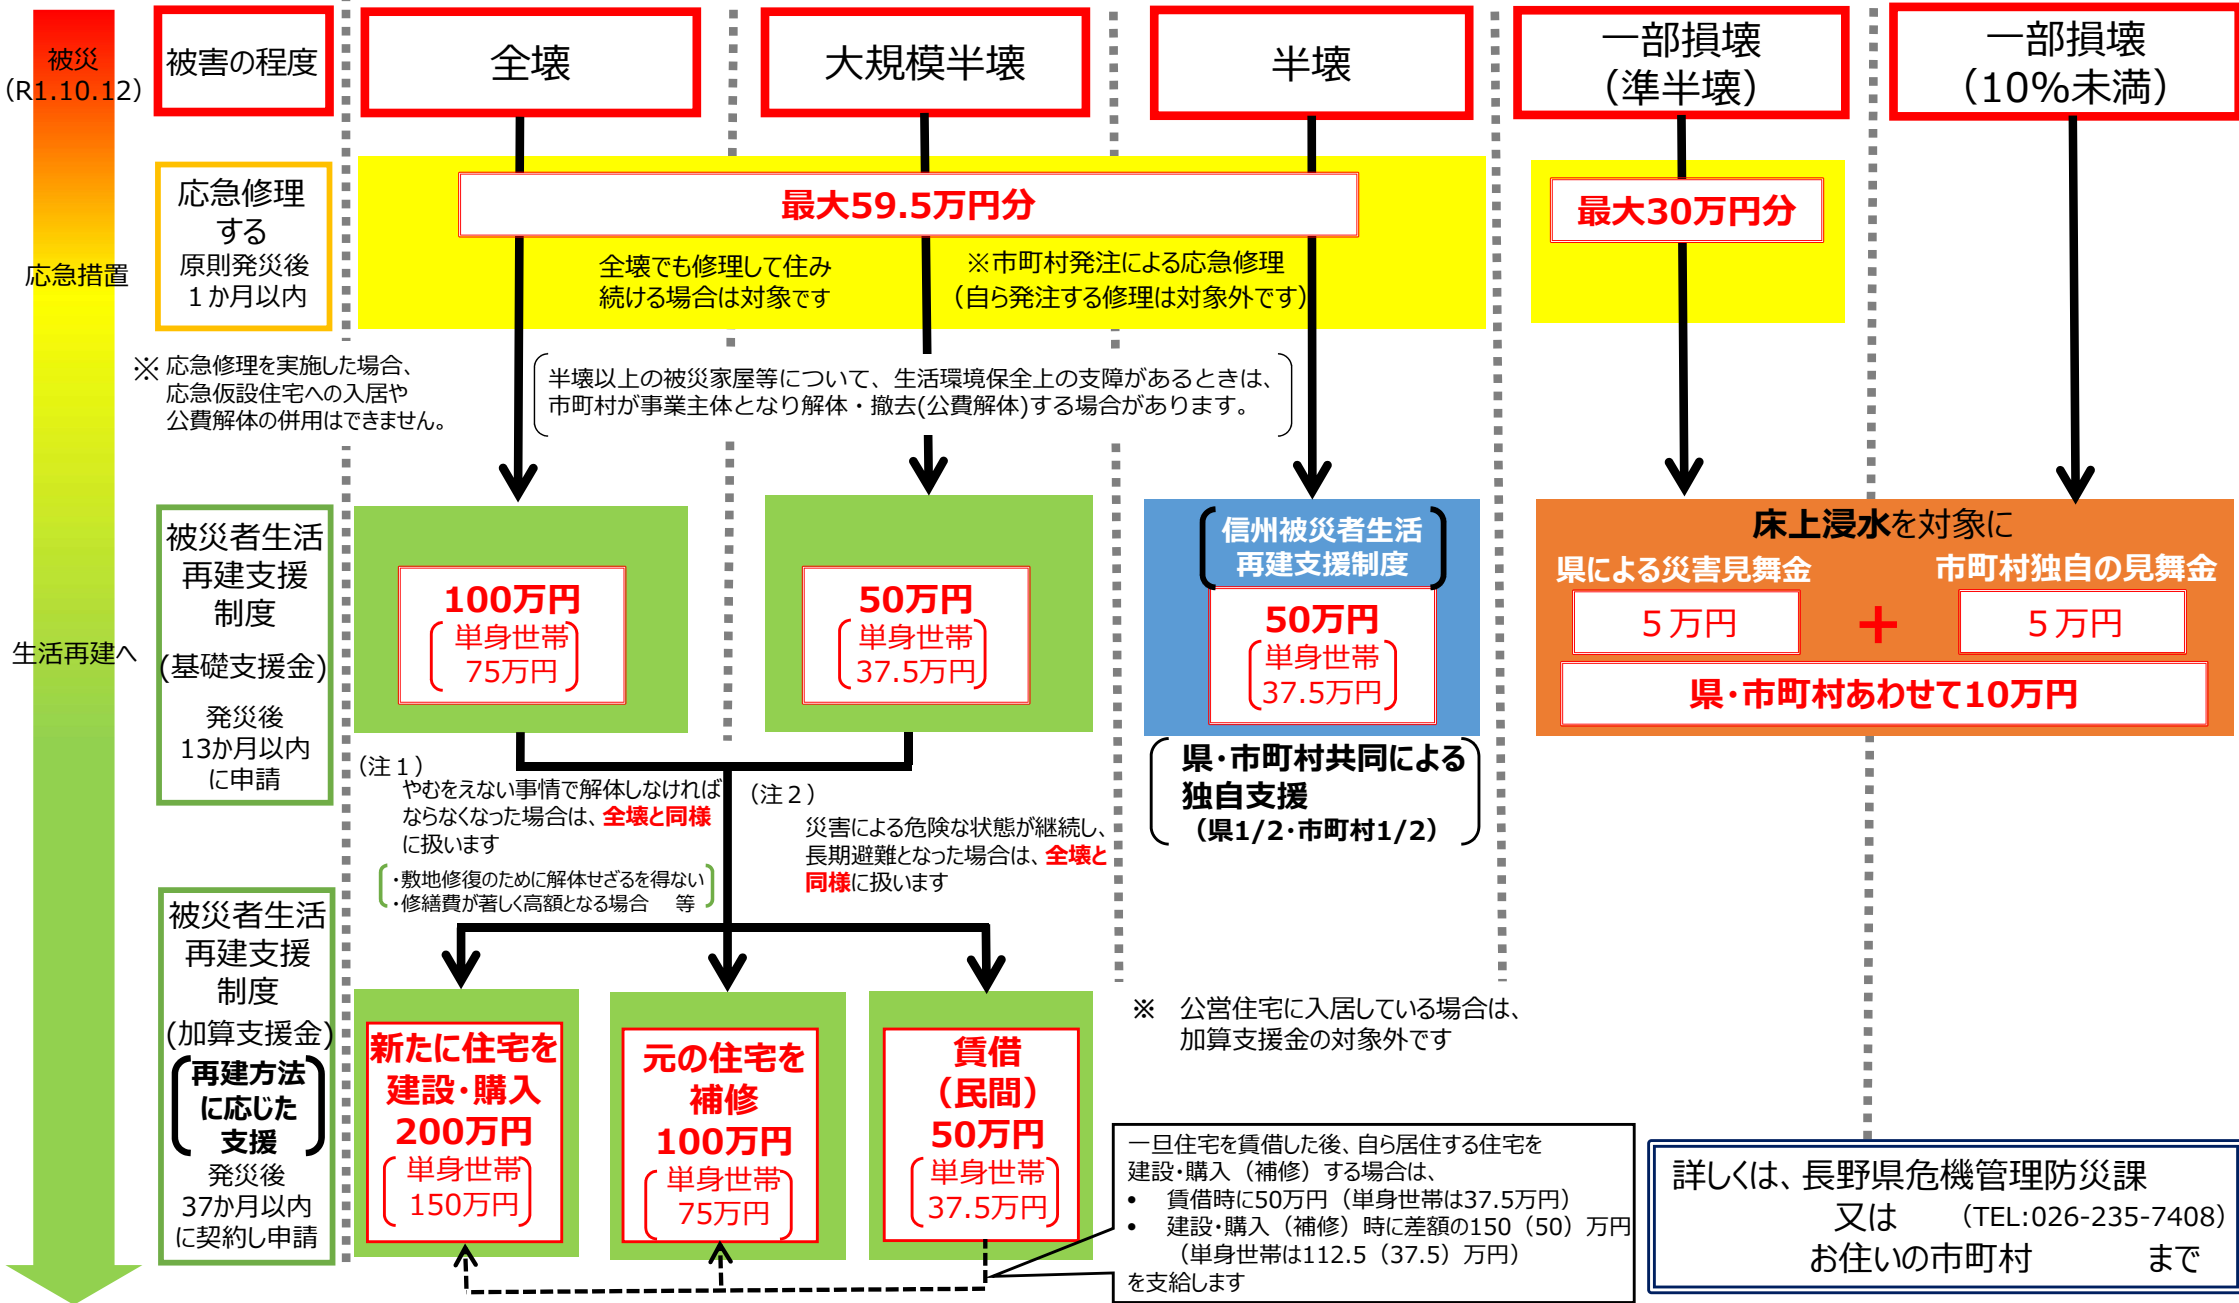 被災
（R1.10.12）
被害の程度
全壊
大規模半壊
半壊
一部損壊
（準半壊）
一部損壊
（10%未満）
応急措置
応急修理
する
原則発災後
１か月以内
最大59.5万円分
最大30万円分
全壊でも修理して住み
続ける場合は対象です
※市町村発注による応急修理
（自ら発注する修理は対象外です）
※ 応急修理を実施した場合、
応急仮設住宅への入居や
公費解体の併用はできません。
半壊以上の被災家屋等について、生活環境保全上の支障があるときは、
市町村が事業主体となり解体・撤去(公費解体)する場合があります。
生活再建へ
被災者生活
再建支援
制度
(基礎支援金)
発災後
13か月以内
に申請
100万円
単身世帯
75万円
50万円
単身世帯
37.5万円
信州被災者生活
再建支援制度
50万円
単身世帯
37.5万円
県・市町村共同による
独自支援
（県1/2・市町村1/2）
床上浸水を対象に
県による災害見舞金
市町村独自の見舞金
５万円
＋
５万円
県・市町村あわせて10万円
（注１）
やむをえない事情で解体しなければ
ならなくなった場合は、全壊と同様
に扱います
・敷地修復のために解体せざるを得ない
・修繕費が著しく高額となる場合　等
（注２）
災害による危険な状態が継続し、
長期避難となった場合は、全壊と
同様に扱います
被災者生活
再建支援
制度
(加算支援金)
再建方法
に応じた
支援
発災後
37か月以内
に契約し申請
新たに住宅を
建設・購入
200万円
単身世帯
150万円
元の住宅を
補修
100万円
単身世帯
75万円
賃借
（民間）
50万円
単身世帯
37.5万円
※　公営住宅に入居している場合は、
加算支援金の対象外です
一旦住宅を賃借した後、自ら居住する住宅を
建設・購入（補修）する場合は、
• 賃借時に50万円（単身世帯は37.5万円）
• 建設・購入（補修）時に差額の150（50）万円
（単身世帯は112.5（37.5）万円）
を支給します
詳しくは、長野県危機管理防災課
又は　（TEL:026-235-7408）
お住いの市町村　まで